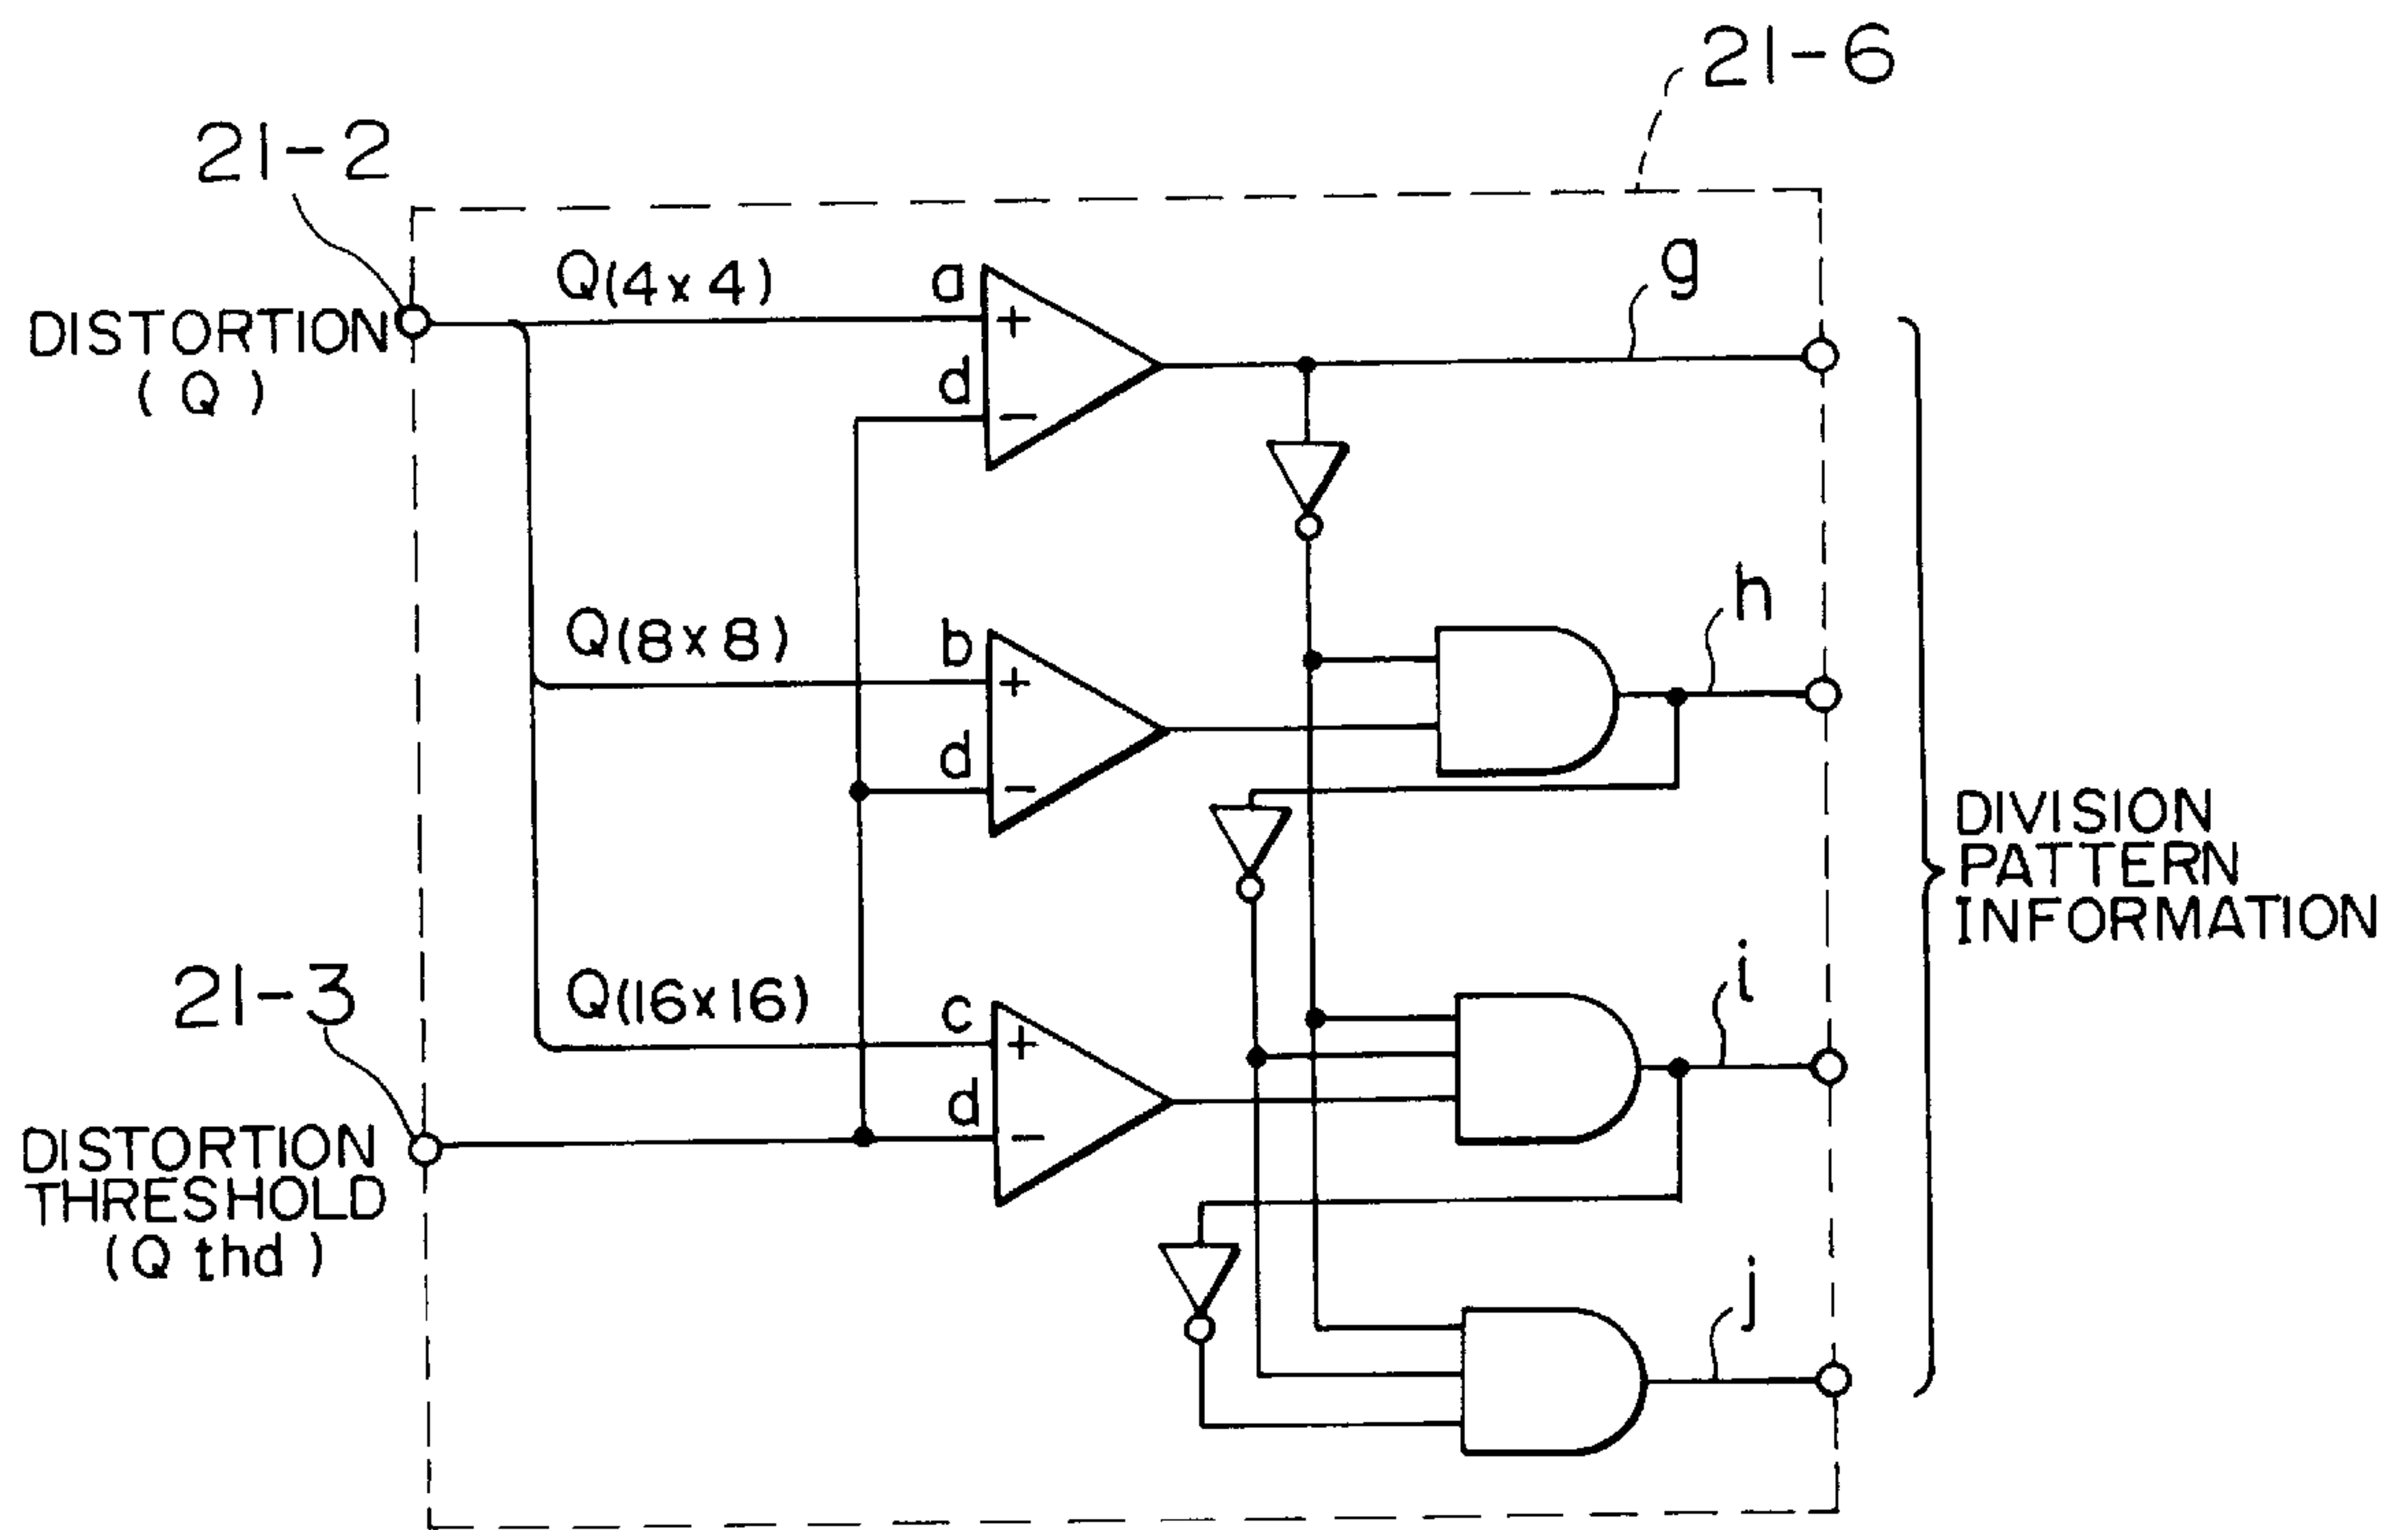 21-6
21-2
DISTORTION
( Q )
Q(4x4)
a
+
d
−
g
Q(8x8)
b
+
d
−
h
DIVISION
PATTERN
INFORMATION
21-3
Q(16x16)
c
+
d
−
i
DISTORTION
THRESHOLD
(Q thd )
j